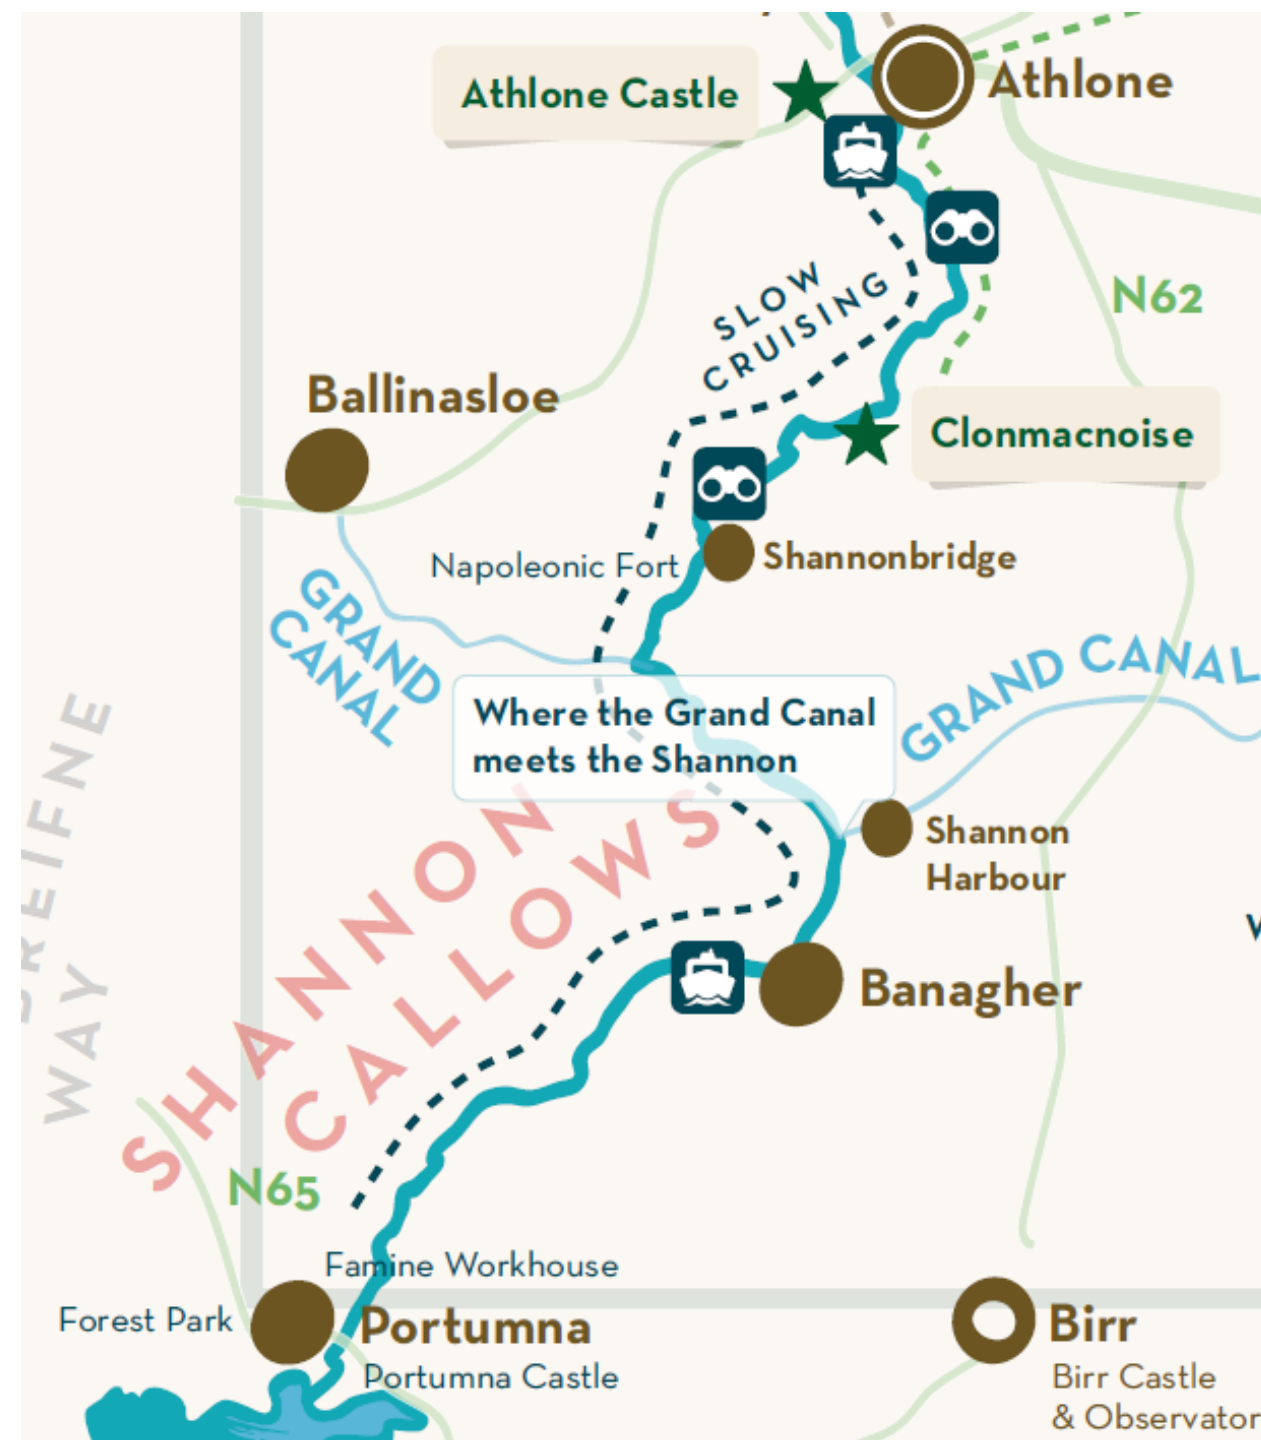 Athlone Castle
Athlone
SLOW
CRUISING
N62
Ballinasloe
Clonmacnoise
Napoleonic Fort
Shannonbridge
GRAND
CANAL
GRAND CANAL
Where the Grand Canal
meets the Shannon
Shannon
Harbour
WAY
SHANNON
CALLOWS
Banagher
N65
Famine Workhouse
Forest Park
Portumna
Portumna Castle
Birr
Birr Castle
& Observator